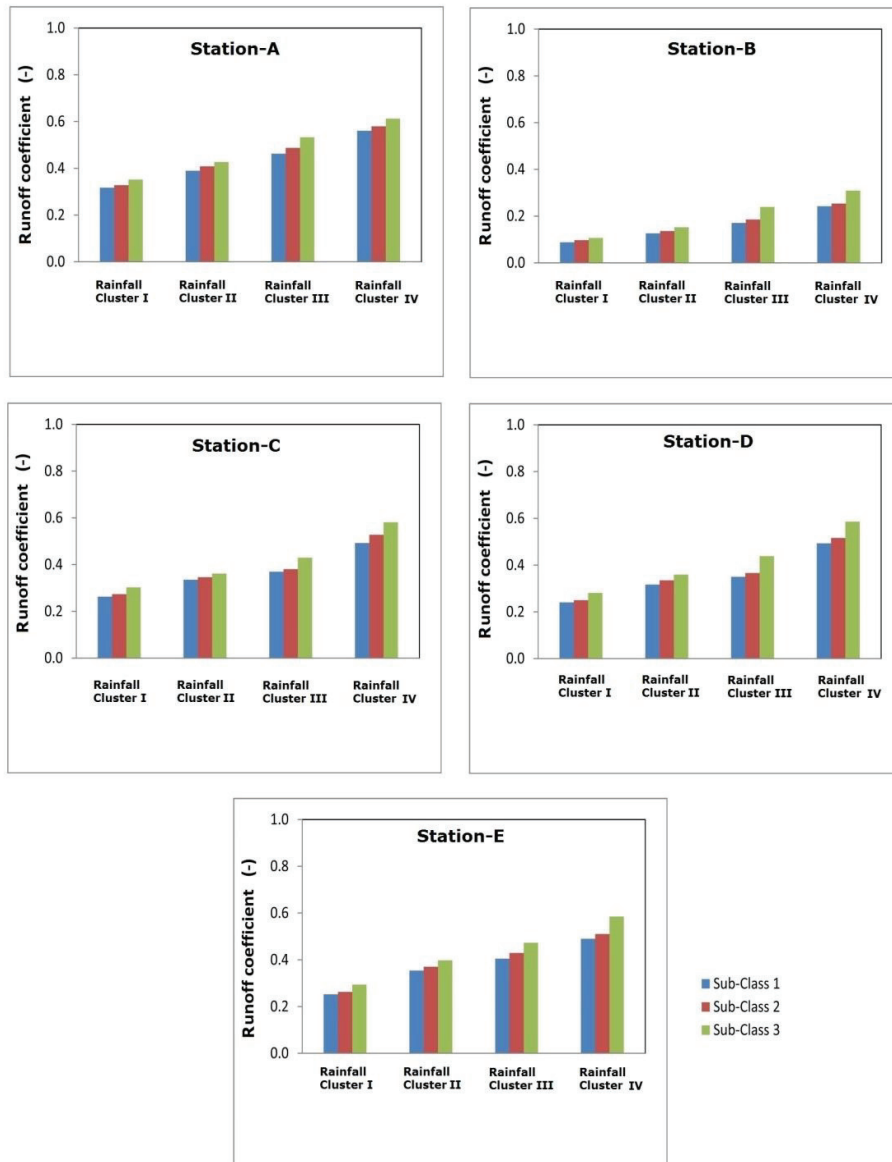 Station-A
Runoff coefficient (-)
1.0
0.8
0.6
0.4
0.2
0.0
Rainfall Cluster I
Rainfall Cluster II
Rainfall Cluster III
Rainfall Cluster IV
Station-B
Runoff coefficient (-)
1.0
0.8
0.6
0.4
0.2
0.0
Rainfall Cluster I
Rainfall Cluster II
Rainfall Cluster III
Rainfall Cluster IV
Station-C
Runoff coefficient (-)
1.0
0.8
0.6
0.4
0.2
0.0
Rainfall Cluster I
Rainfall Cluster II
Rainfall Cluster III
Rainfall Cluster IV
Station-D
Runoff coefficient (-)
1.0
0.8
0.6
0.4
0.2
0.0
Rainfall Cluster I
Rainfall Cluster II
Rainfall Cluster III
Rainfall Cluster IV
Station-E
Runoff coefficient (-)
1.0
0.8
0.6
0.4
0.2
0.0
Rainfall Cluster I
Rainfall Cluster II
Rainfall Cluster III
Rainfall Cluster IV
Sub-Class 1
Sub-Class 2
Sub-Class 3